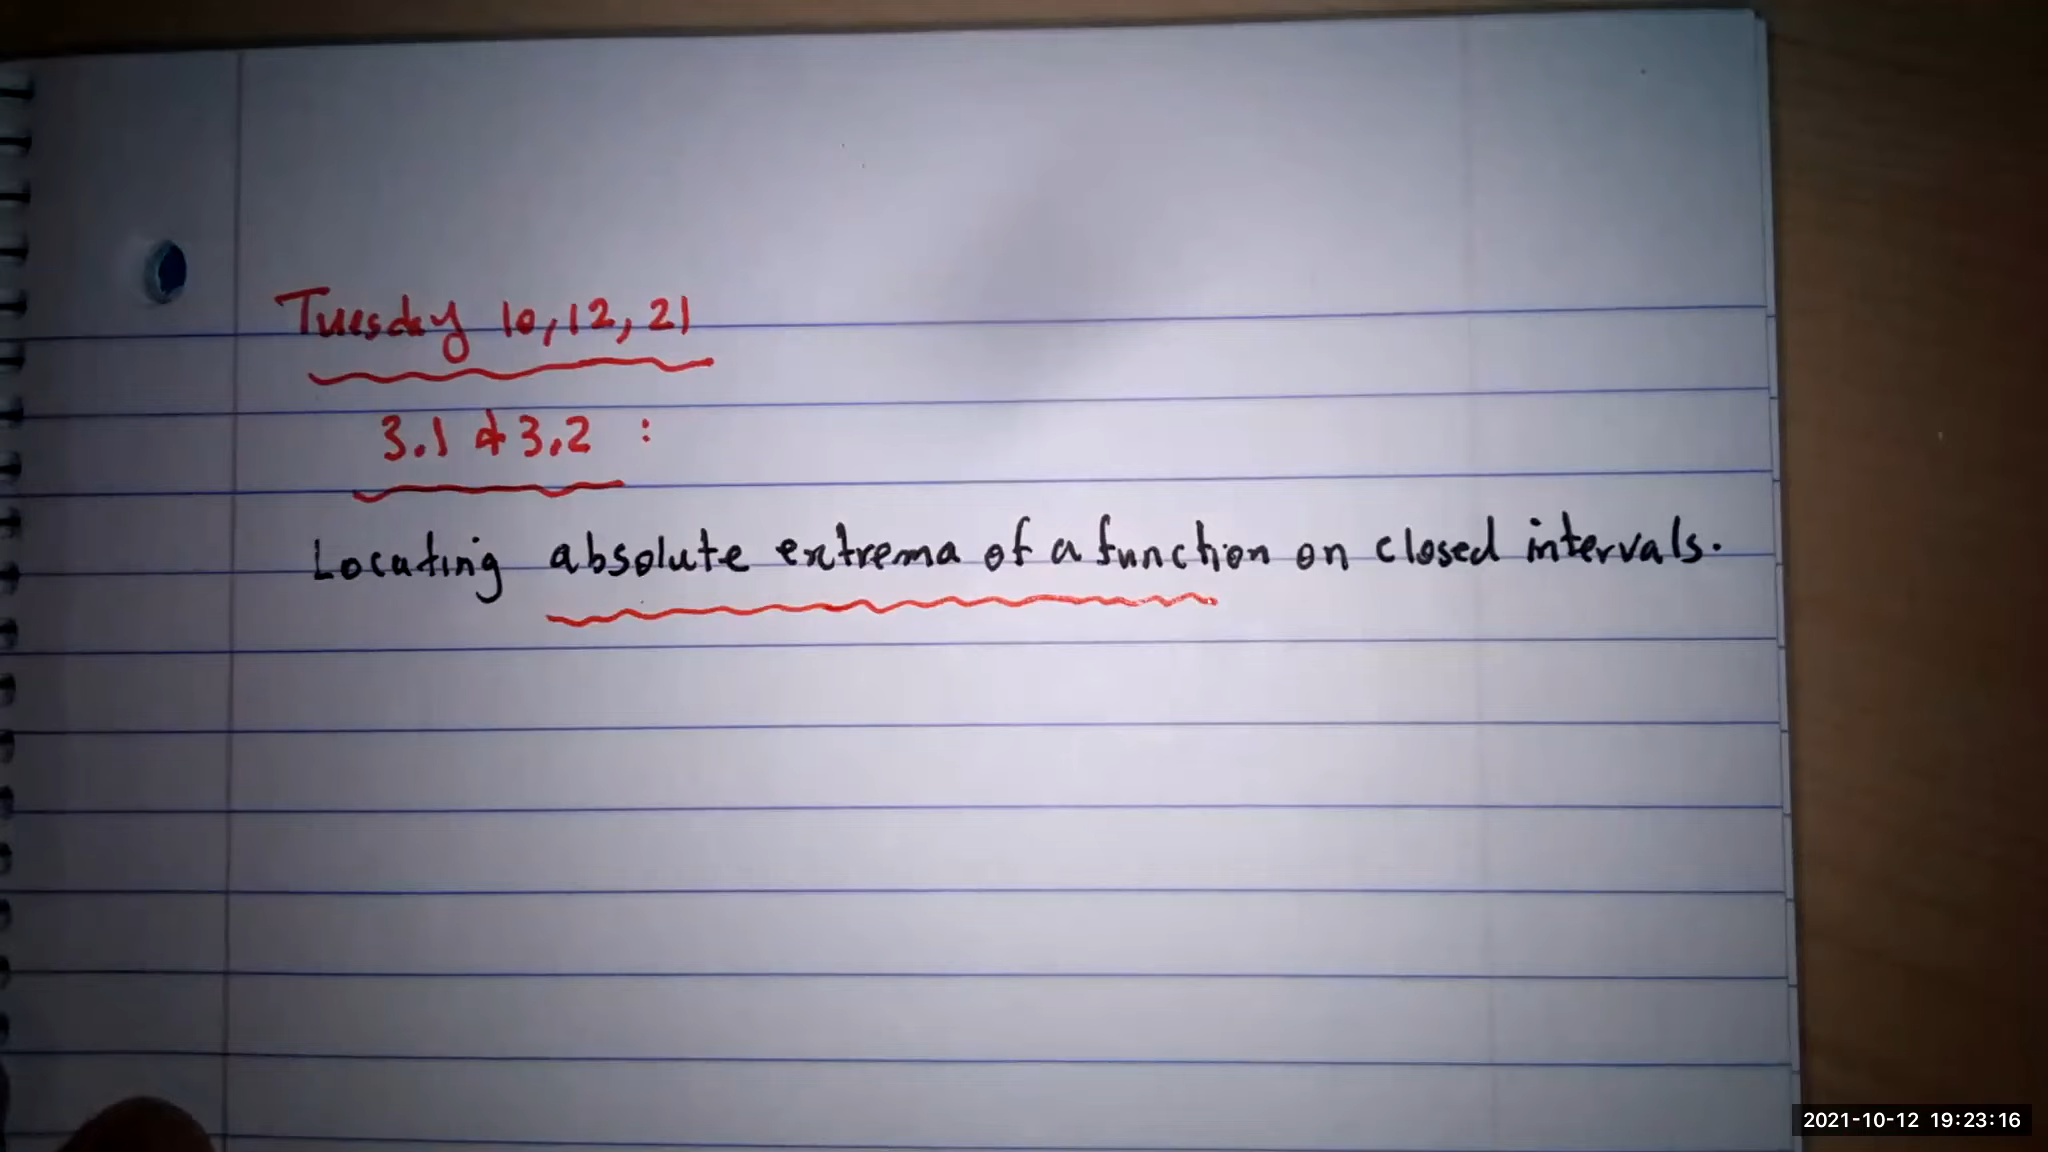 Tuesday 10,12,21
3.1 & 3.2 :
Locating absolute extrema of a function on closed intervals.
2021-10-12 19:23:16